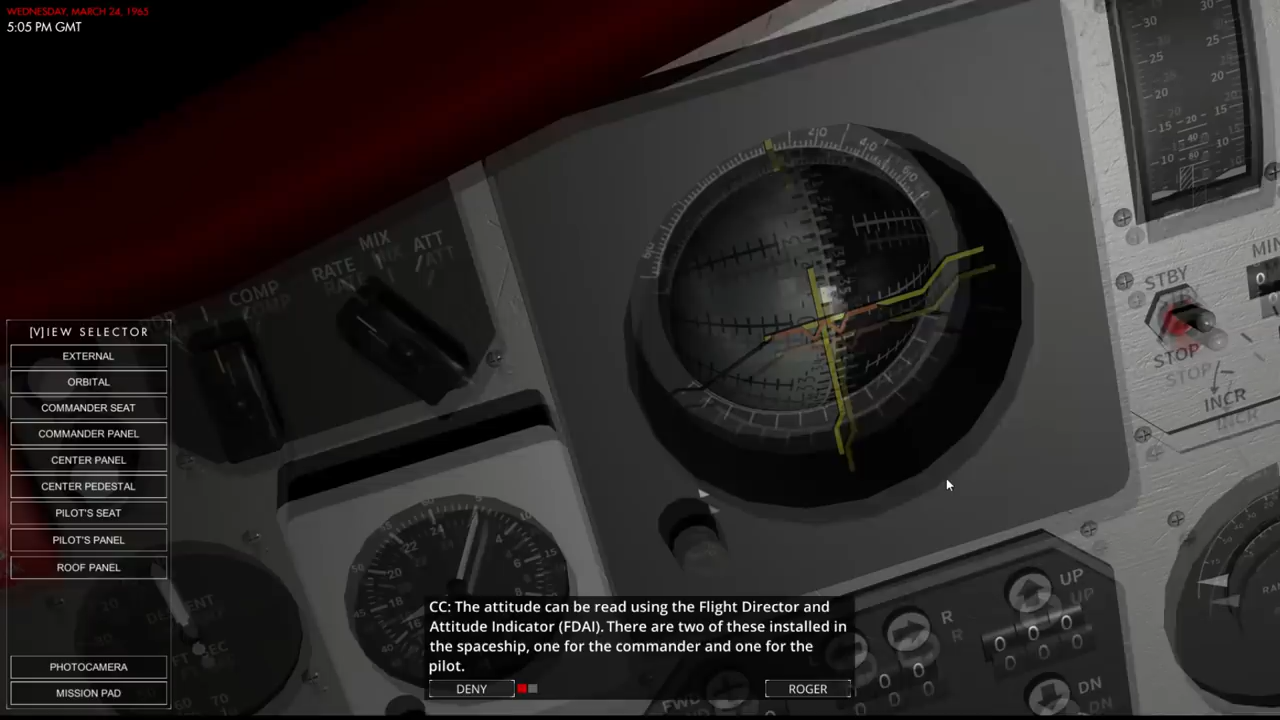 WEDNESDAY, MARCH 24, 1965
5:05 PM GMT
[V]IEW SELECTOR
EXTERNAL
ORBITAL
COMMANDER SEAT
COMMANDER PANEL
CENTER PANEL
CENTER PEDESTAL
PILOT'S SEAT
PILOT'S PANEL
ROOF PANEL
PHOTOCAMERA
MISSION PAD
COMP
RATE
MIX
ATT
STBY
STOP
INCR
MIN
UP
R
DN
FWD
CC: The attitude can be read using the Flight Director and
Attitude Indicator (FDAI). There are two of these installed in
the spaceship, one for the commander and one for the
pilot.
DENY
ROGER